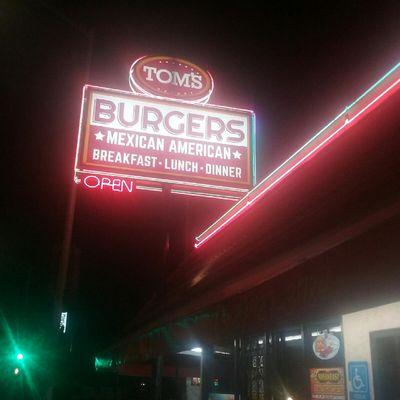 TOM'S
BURGERS
★ MEXICAN AMERICAN ★
BREAKFAST • LUNCH • DINNER
OPEN